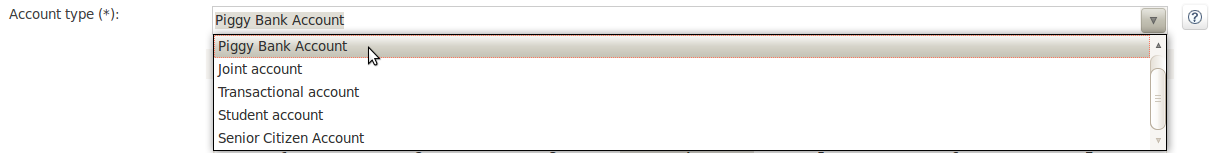 Account type (*):
Piggy Bank Account
?
Piggy Bank Account
Joint account
Transactional account
Student account
Senior Citizen Account